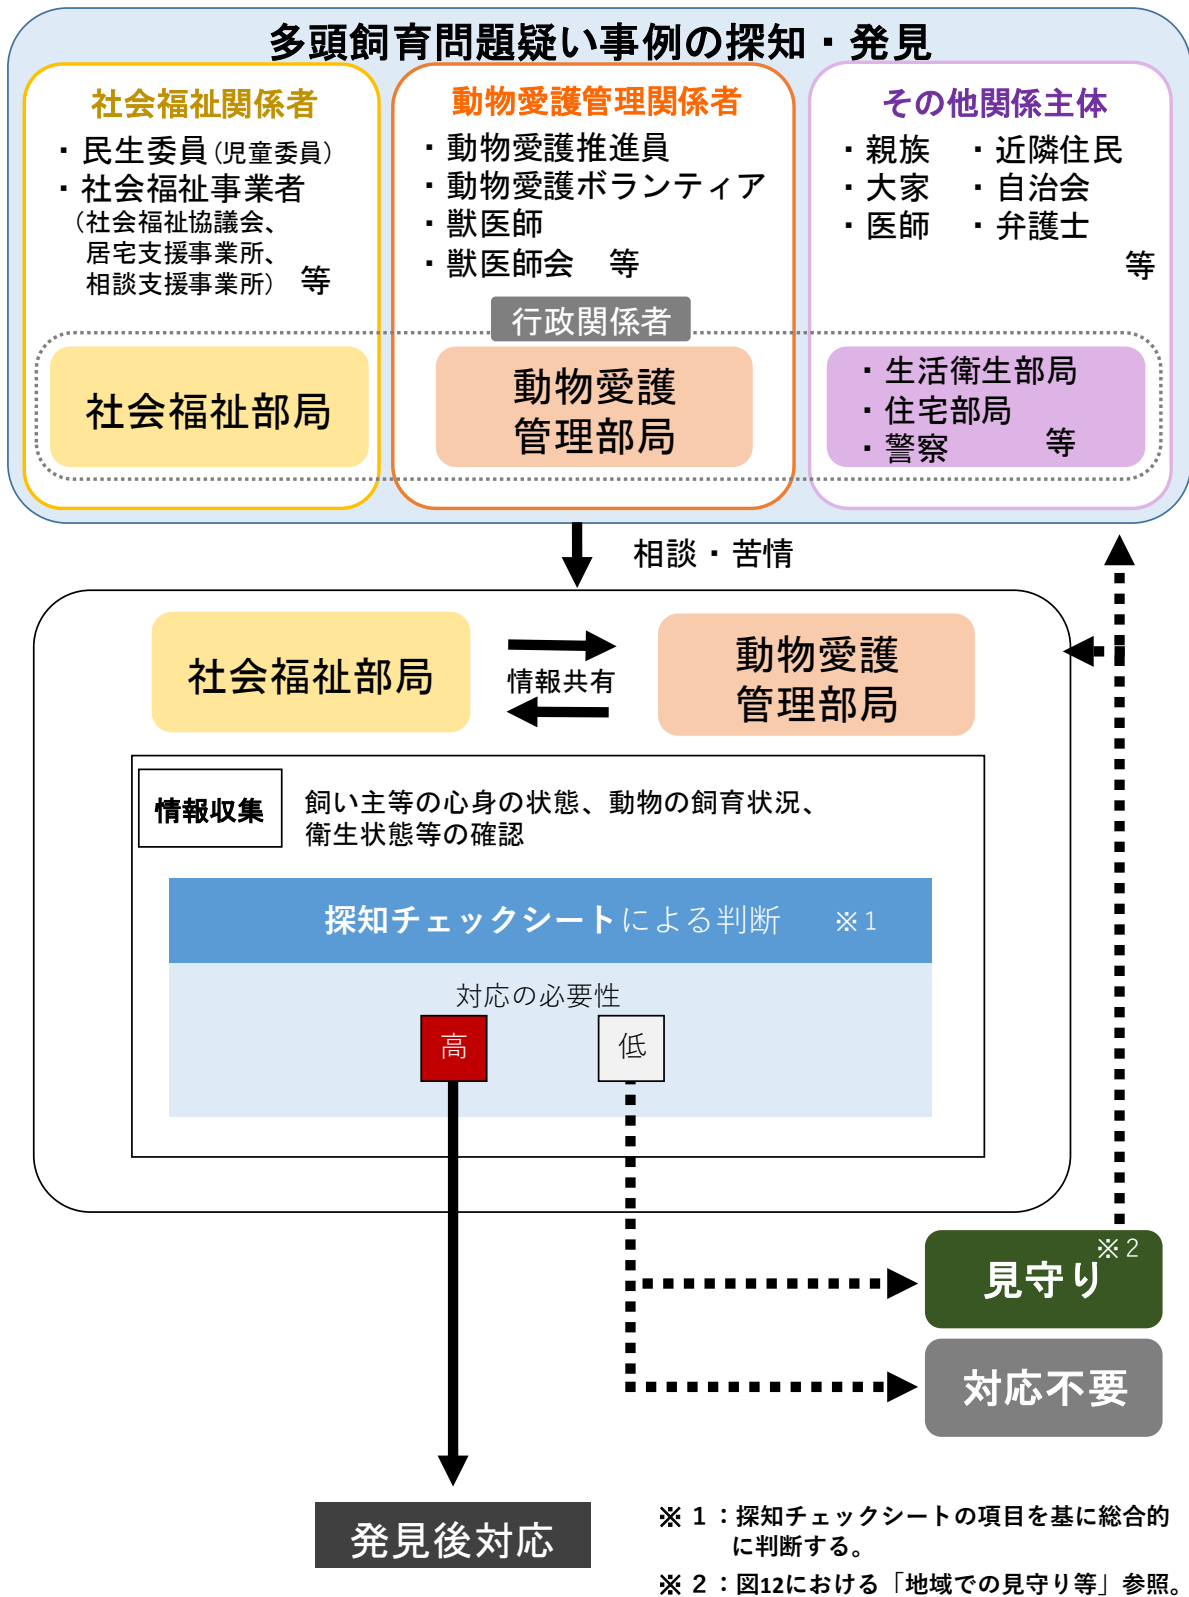 多頭飼育問題疑い事例の探知・発見
社会福祉関係者
・民生委員（児童委員）
・社会福祉事業者
（社会福祉協議会、
居宅支援事業所、
相談支援事業所） 等
動物愛護管理関係者
・動物愛護推進員
・動物愛護ボランティア
・獣医師
・獣医師会 等
その他関係主体
・親族 ・近隣住民
・大家 ・自治会
・医師 ・弁護士
等
行政関係者
社会福祉部局
動物愛護
管理部局
・生活衛生部局
・住宅部局
・警察 等
相談・苦情
社会福祉部局
情報共有
動物愛護
管理部局
情報収集
飼い主等の心身の状態、動物の飼育状況、
衛生状態等の確認
探知チェックシートによる判断 ※1
対応の必要性
高 低
見守り ※2
対応不要
発見後対応
※１：探知チェックシートの項目を基に総合的
に判断する。
※２：図12における「地域での見守り等」参照。